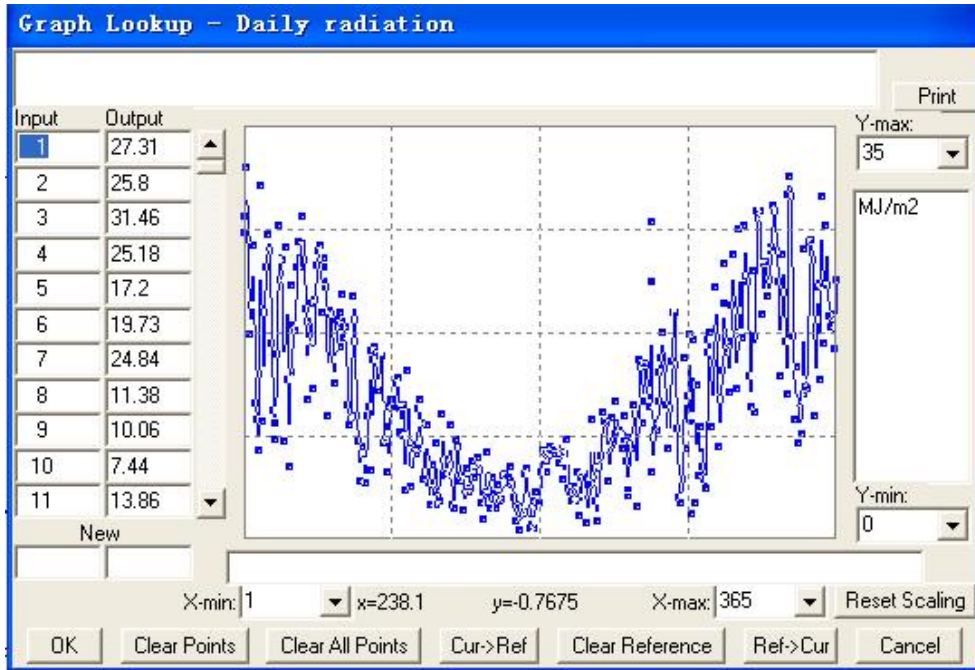 Graph Lookup - Daily radiation
Print
Input Output
1 27.31
2 25.8
3 31.46
4 25.18
5 17.2
6 19.73
7 24.84
8 11.38
9 10.06
10 7.44
11 13.86
New
Y-max:
35
MJ/m2
Y-min:
0
X-min: 1 x=238.1 y=-0.7675 X-max: 365 Reset Scaling
OK Clear Points Clear All Points Cur->Ref Clear Reference Ref->Cur Cancel